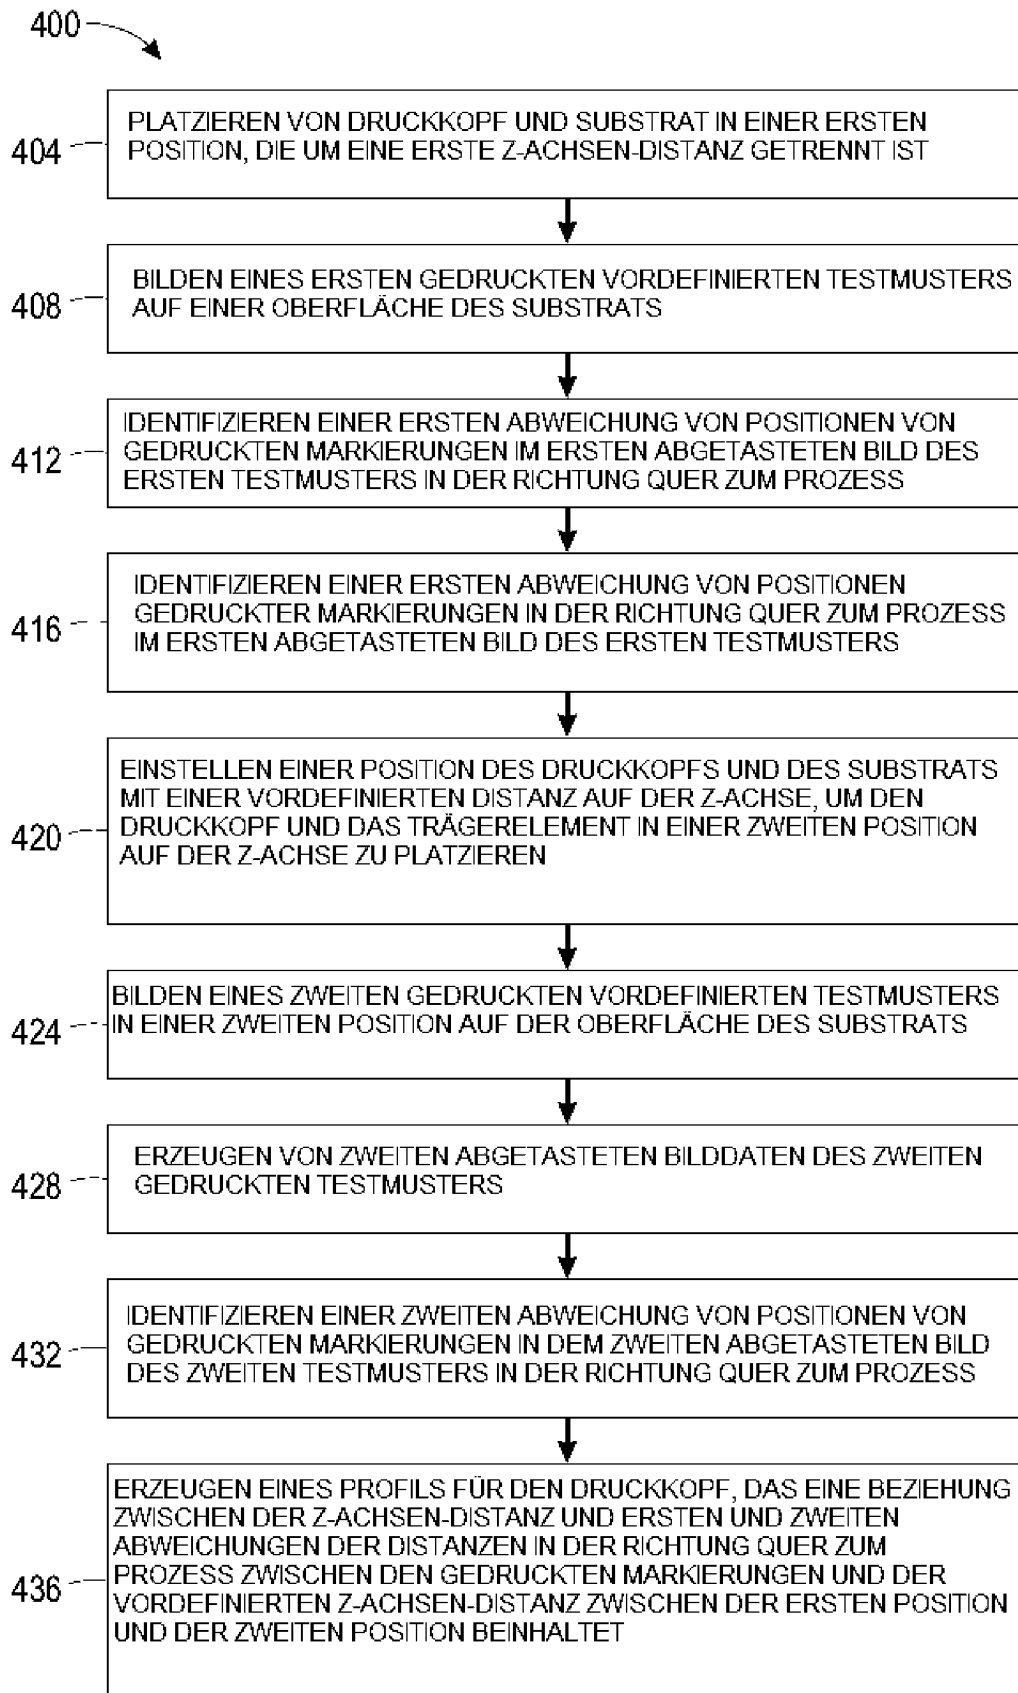 400
404
PLATZIEREN VON DRUCKKOPF UND SUBSTRAT IN EINER ERSTEN
POSITION, DIE UM EINE ERSTE Z-ACHSEN-DISTANZ GETRENNT IST
408
BILDEN EINES ERSTEN GEDRUCKTEN VORDEFINIERTEN TESTMUSTERS
AUF EINER OBERFLÄCHE DES SUBSTRATS
412
IDENTIFIZIEREN EINER ERSTEN ABWEICHUNG VON POSITIONEN VON
GEDRUCKTEN MARKIERUNGEN IM ERSTEN ABGETASTETEN BILD DES
ERSTEN TESTMUSTERS IN DER RICHTUNG QUER ZUM PROZESS
416
IDENTIFIZIEREN EINER ERSTEN ABWEICHUNG VON POSITIONEN
GEDRUCKTER MARKIERUNGEN IN DER RICHTUNG QUER ZUM PROZESS
IM ERSTEN ABGETASTETEN BILD DES ERSTEN TESTMUSTERS
420
EINSTELLEN EINER POSITION DES DRUCKKOPFS UND DES SUBSTRATS
MIT EINER VORDEFINIERTEN DISTANZ AUF DER Z-ACHSE, UM DEN
DRUCKKOPF UND DAS TRÄGERELEMENT IN EINER ZWEITEN POSITION
AUF DER Z-ACHSE ZU PLATZIEREN
424
BILDEN EINES ZWEITEN GEDRUCKTEN VORDEFINIERTEN TESTMUSTERS
IN EINER ZWEITEN POSITION AUF DER OBERFLÄCHE DES SUBSTRATS
428
ERZEUGEN VON ZWEITEN ABGETASTETEN BILDDATEN DES ZWEITEN
GEDRUCKTEN TESTMUSTERS
432
IDENTIFIZIEREN EINER ZWEITEN ABWEICHUNG VON POSITIONEN VON
GEDRUCKTEN MARKIERUNGEN IN DEM ZWEITEN ABGETASTETEN BILD
DES ZWEITEN TESTMUSTERS IN DER RICHTUNG QUER ZUM PROZESS
436
ERZEUGEN EINES PROFILS FÜR DEN DRUCKKOPF, DAS EINE BEZIEHUNG
ZWISCHEN DER Z-ACHSEN-DISTANZ UND ERSTEN UND ZWEITEN
ABWEICHUNGEN DER DISTANZEN IN DER RICHTUNG QUER ZUM
PROZESS ZWISCHEN DEN GEDRUCKTEN MARKIERUNGEN UND DER
VORDEFINIERTEN Z-ACHSEN-DISTANZ ZWISCHEN DER ERSTEN POSITION
UND DER ZWEITEN POSITION BEINHALTET